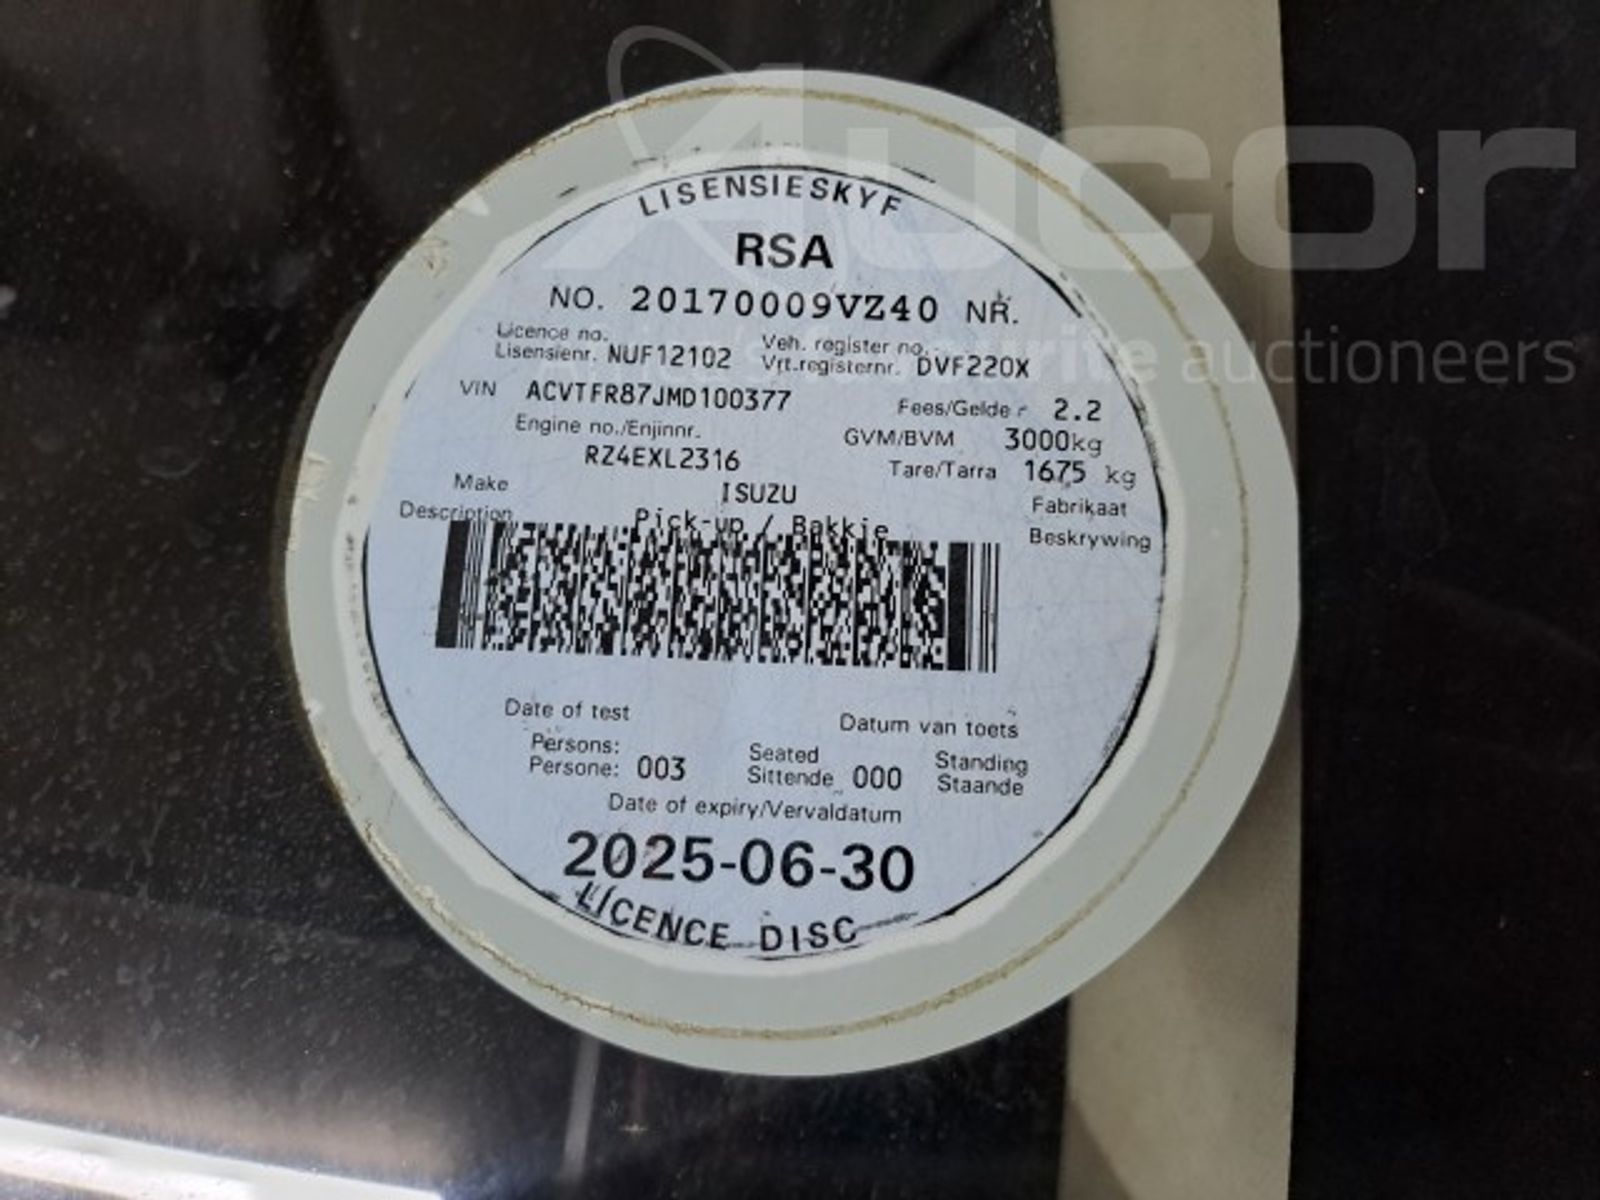 LISENSIESKYF
RSA
NO. 20170009VZ40 NR.
Licence no. Veh. register no.
Lisensienr. NUF12102 Vrt.registernr. DVF220X
VIN ACVTFR87JMD100377 Fees/Gelde r 2.2
Engine no./Enjinnr. GVM/BVM 3000kg
RZ4EXL2316 Tare/Tarra 1675 kg
Make ISUZU Fabrikaat
Description Pick-up / Bakkie Beskrywing
Date of test Datum van toets
Persons: Seated Standing
Persone: 003 Sittende 000 Staande
Date of expiry/Vervaldatum
2025-06-30
LICENCE DISC
Aucor
auctioneers